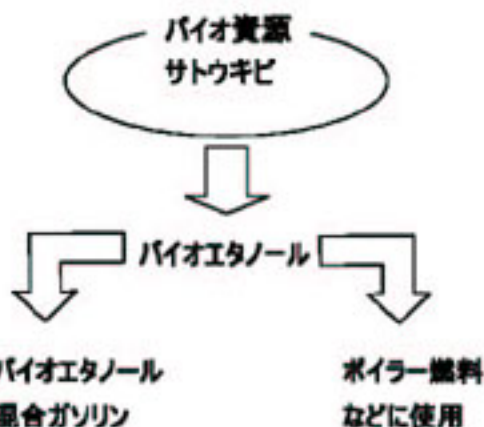 バイオ資源
サトウキビ
バイオエタノール
バイオエタノール
混合ガソリン
ボイラー燃料
などに使用